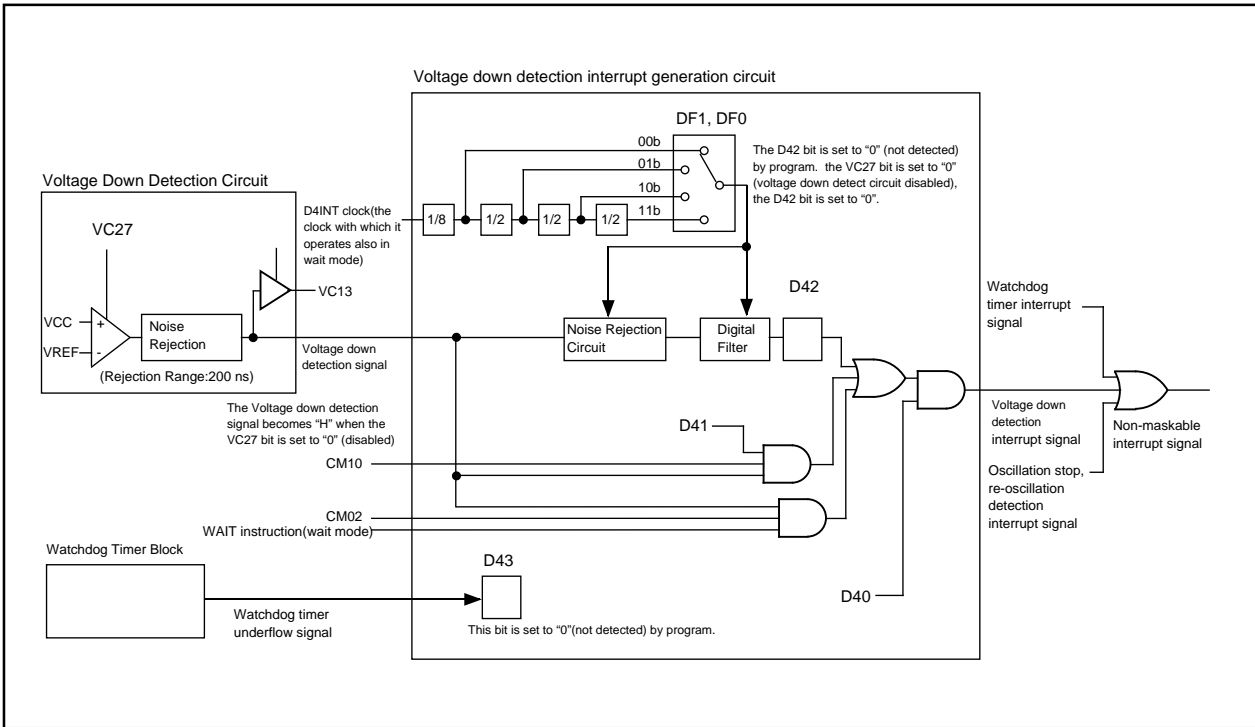 Voltage down detection interrupt generation circuit
DF1, DF0
00b
01b
10b
11b
The D42 bit is set to “0” (not detected)
by program.  the VC27 bit is set to “0”
(voltage down detect circuit disabled),
the D42 bit is set to “0”.
Voltage Down Detection Circuit
D4INT clock(the
clock with which it
operates also in
wait mode)
1/8
1/2
1/2
1/2
VC27
VC13
VCC
+
VREF
-
Noise
Rejection
(Rejection Range:200 ns)
Voltage down
detection signal
Noise Rejection
Circuit
Digital
Filter
D42
Watchdog
timer interrupt
signal
The Voltage down detection
signal becomes “H” when the
VC27 bit is set to “0” (disabled)
D41
CM10
CM02
WAIT instruction(wait mode)
Voltage down
detection
interrupt signal
Non-maskable
interrupt signal
Oscillation stop,
re-oscillation
detection
interrupt signal
Watchdog Timer Block
D43
D40
Watchdog timer
underflow signal
This bit is set to “0”(not detected) by program.